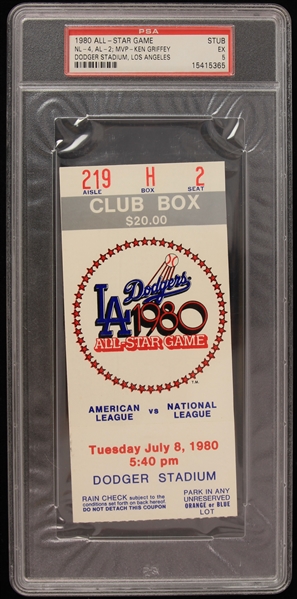 PSA
1980 ALL-STAR GAME STUB
NL-4, AL-2; MVP-KEN GRIFFEY EX
DODGER STADIUM, LOS ANGELES 5
15415365
219 H 2
AISLE BOX SEAT
CLUB BOX
$20.00
Dodgers
LA 1980
ALL-STAR GAME
T.M.
AMERICAN vs NATIONAL
LEAGUE LEAGUE
Tuesday July 8, 1980
5:40 pm
DODGER STADIUM
RAIN CHECK subject to the
conditions set forth on back hereof.
DO NOT DETACH THIS COUPON
PARK IN ANY
UNRESERVED
ORANGE or BLUE
LOT